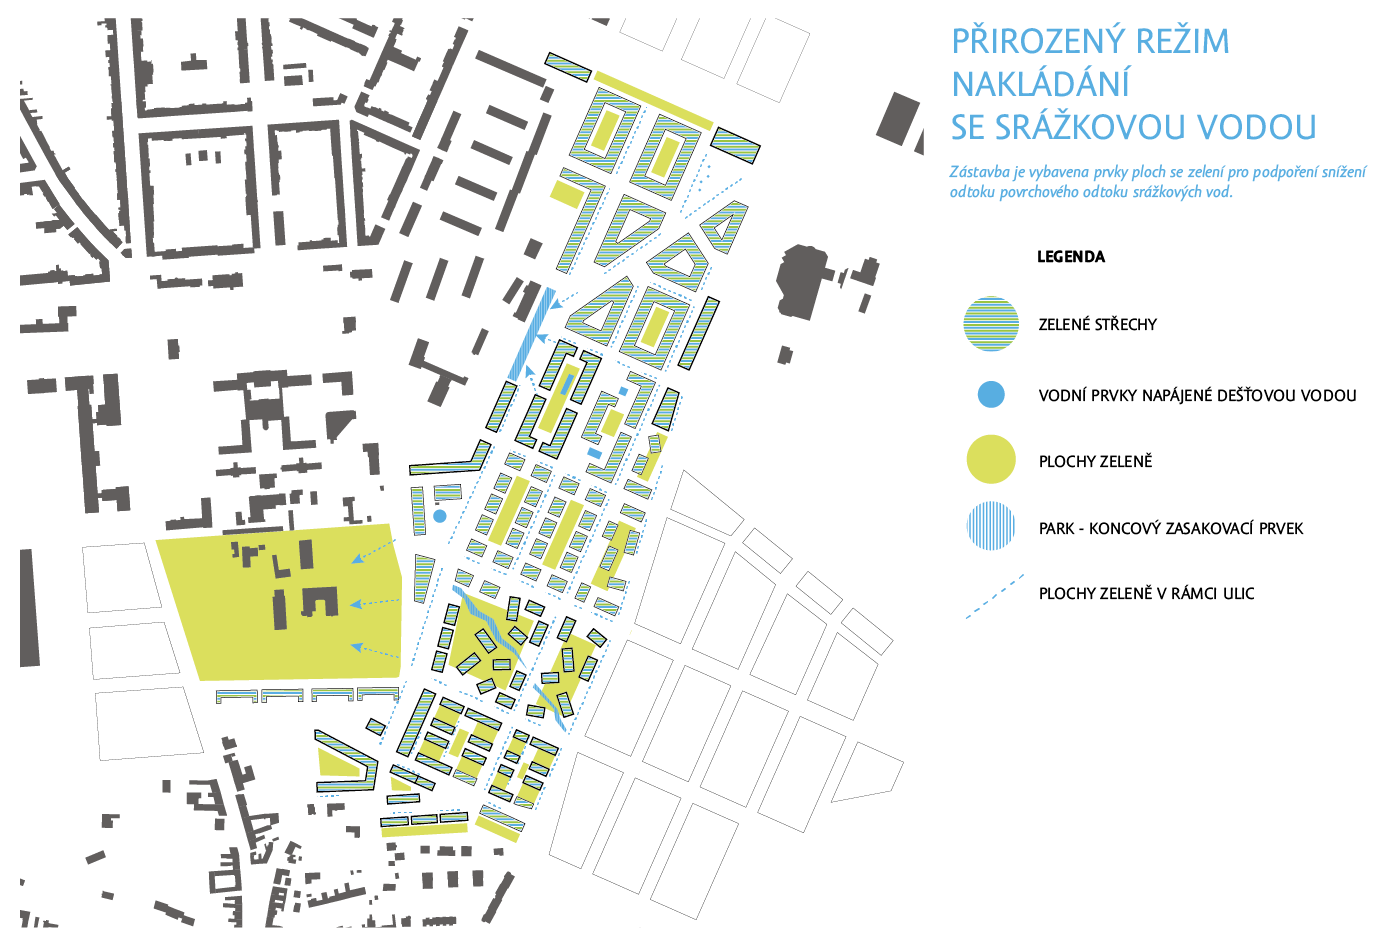 PŘIROZENÝ REŽIM
NAKLÁDÁNÍ
SE SRÁŽKOVOU VODOU
Zástavba je vybavena prvky ploch se zelení pro podpoření snížení
odtoku povrchového odtoku srážkových vod.
LEGENDA
ZELENÉ STŘECHY
VODNÍ PRVKY NAPÁJENÉ DEŠŤOVOU VODOU
PLOCHY ZELENĚ
PARK - KONCOVÝ ZASAKOVACÍ PRVEK
PLOCHY ZELENĚ V RÁMCI ULIC